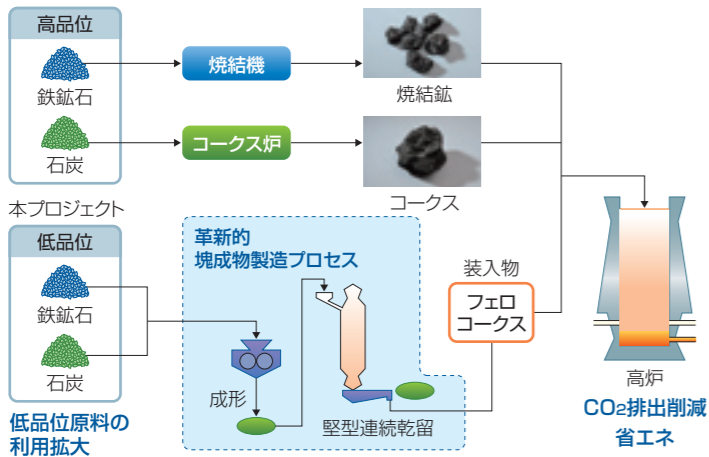 高品位
鉄鉱石
石炭
焼結機
焼結鉱
コークス炉
コークス
本プロジェクト
低品位
鉄鉱石
石炭
低品位原料の
利用拡大
革新的
塊成物製造プロセス
成形
竪型連続乾留
装入物
フェロ
コークス
高炉
CO2排出削減
省エネ